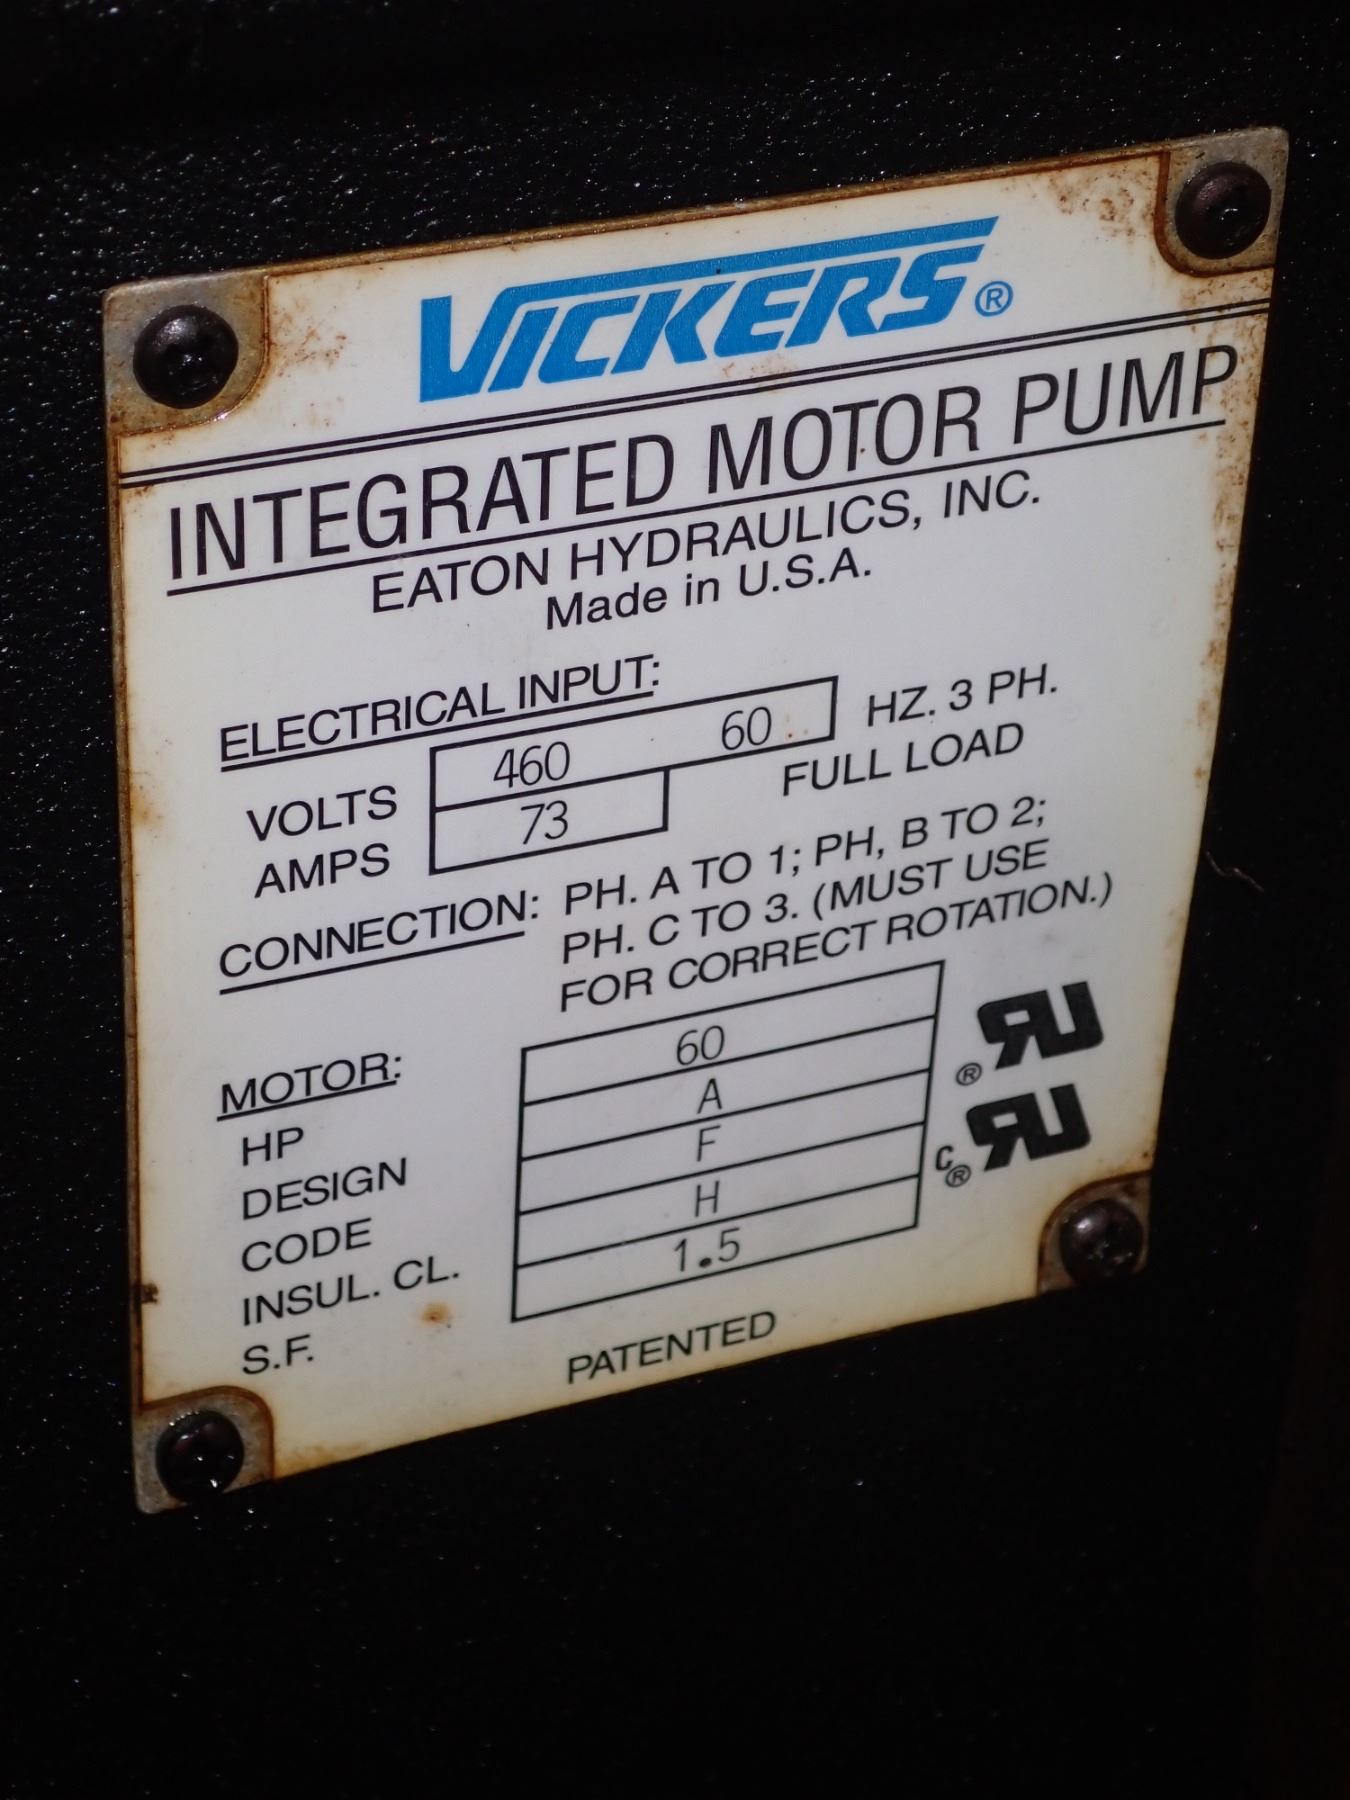 VICKERS®
INTEGRATED MOTOR PUMP
EATON HYDRAULICS, INC.
Made in U.S.A.
ELECTRICAL INPUT:
VOLTS 460 60 HZ. 3 PH.
AMPS 73 FULL LOAD
CONNECTION: PH. A TO 1; PH, B TO 2;
PH. C TO 3. (MUST USE
FOR CORRECT ROTATION.)
MOTOR:
HP 60
DESIGN A
CODE F
INSUL. CL. H
S.F. 1.5
RU ®
C RU ®
PATENTED